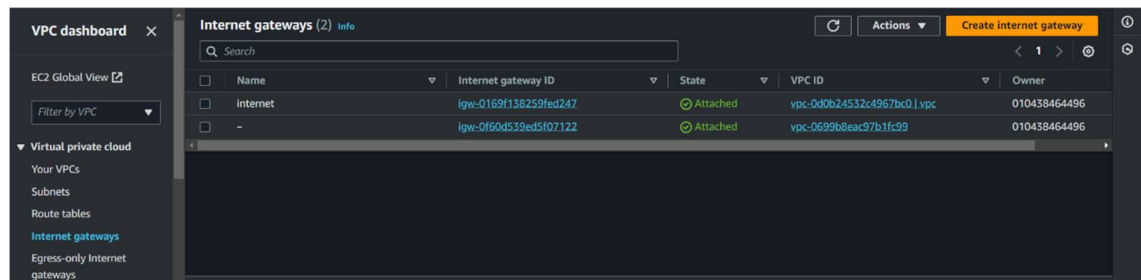 VPC dashboard
EC2 Global View
Filter by VPC
Virtual private cloud
Your VPCs
Subnets
Route tables
Internet gateways
Egress-only Internet
gateways
Internet gateways (2) Info
Actions
Create internet gateway
Search
1
Name Internet gateway ID State VPC ID Owner
internet igw-0169f138259fed247 Attached vpc-0d0b24532c4967bc0 | vpc 010438464496
– igw-0f60d539ed5f07122 Attached vpc-0699b8eac97b1fc99 010438464496